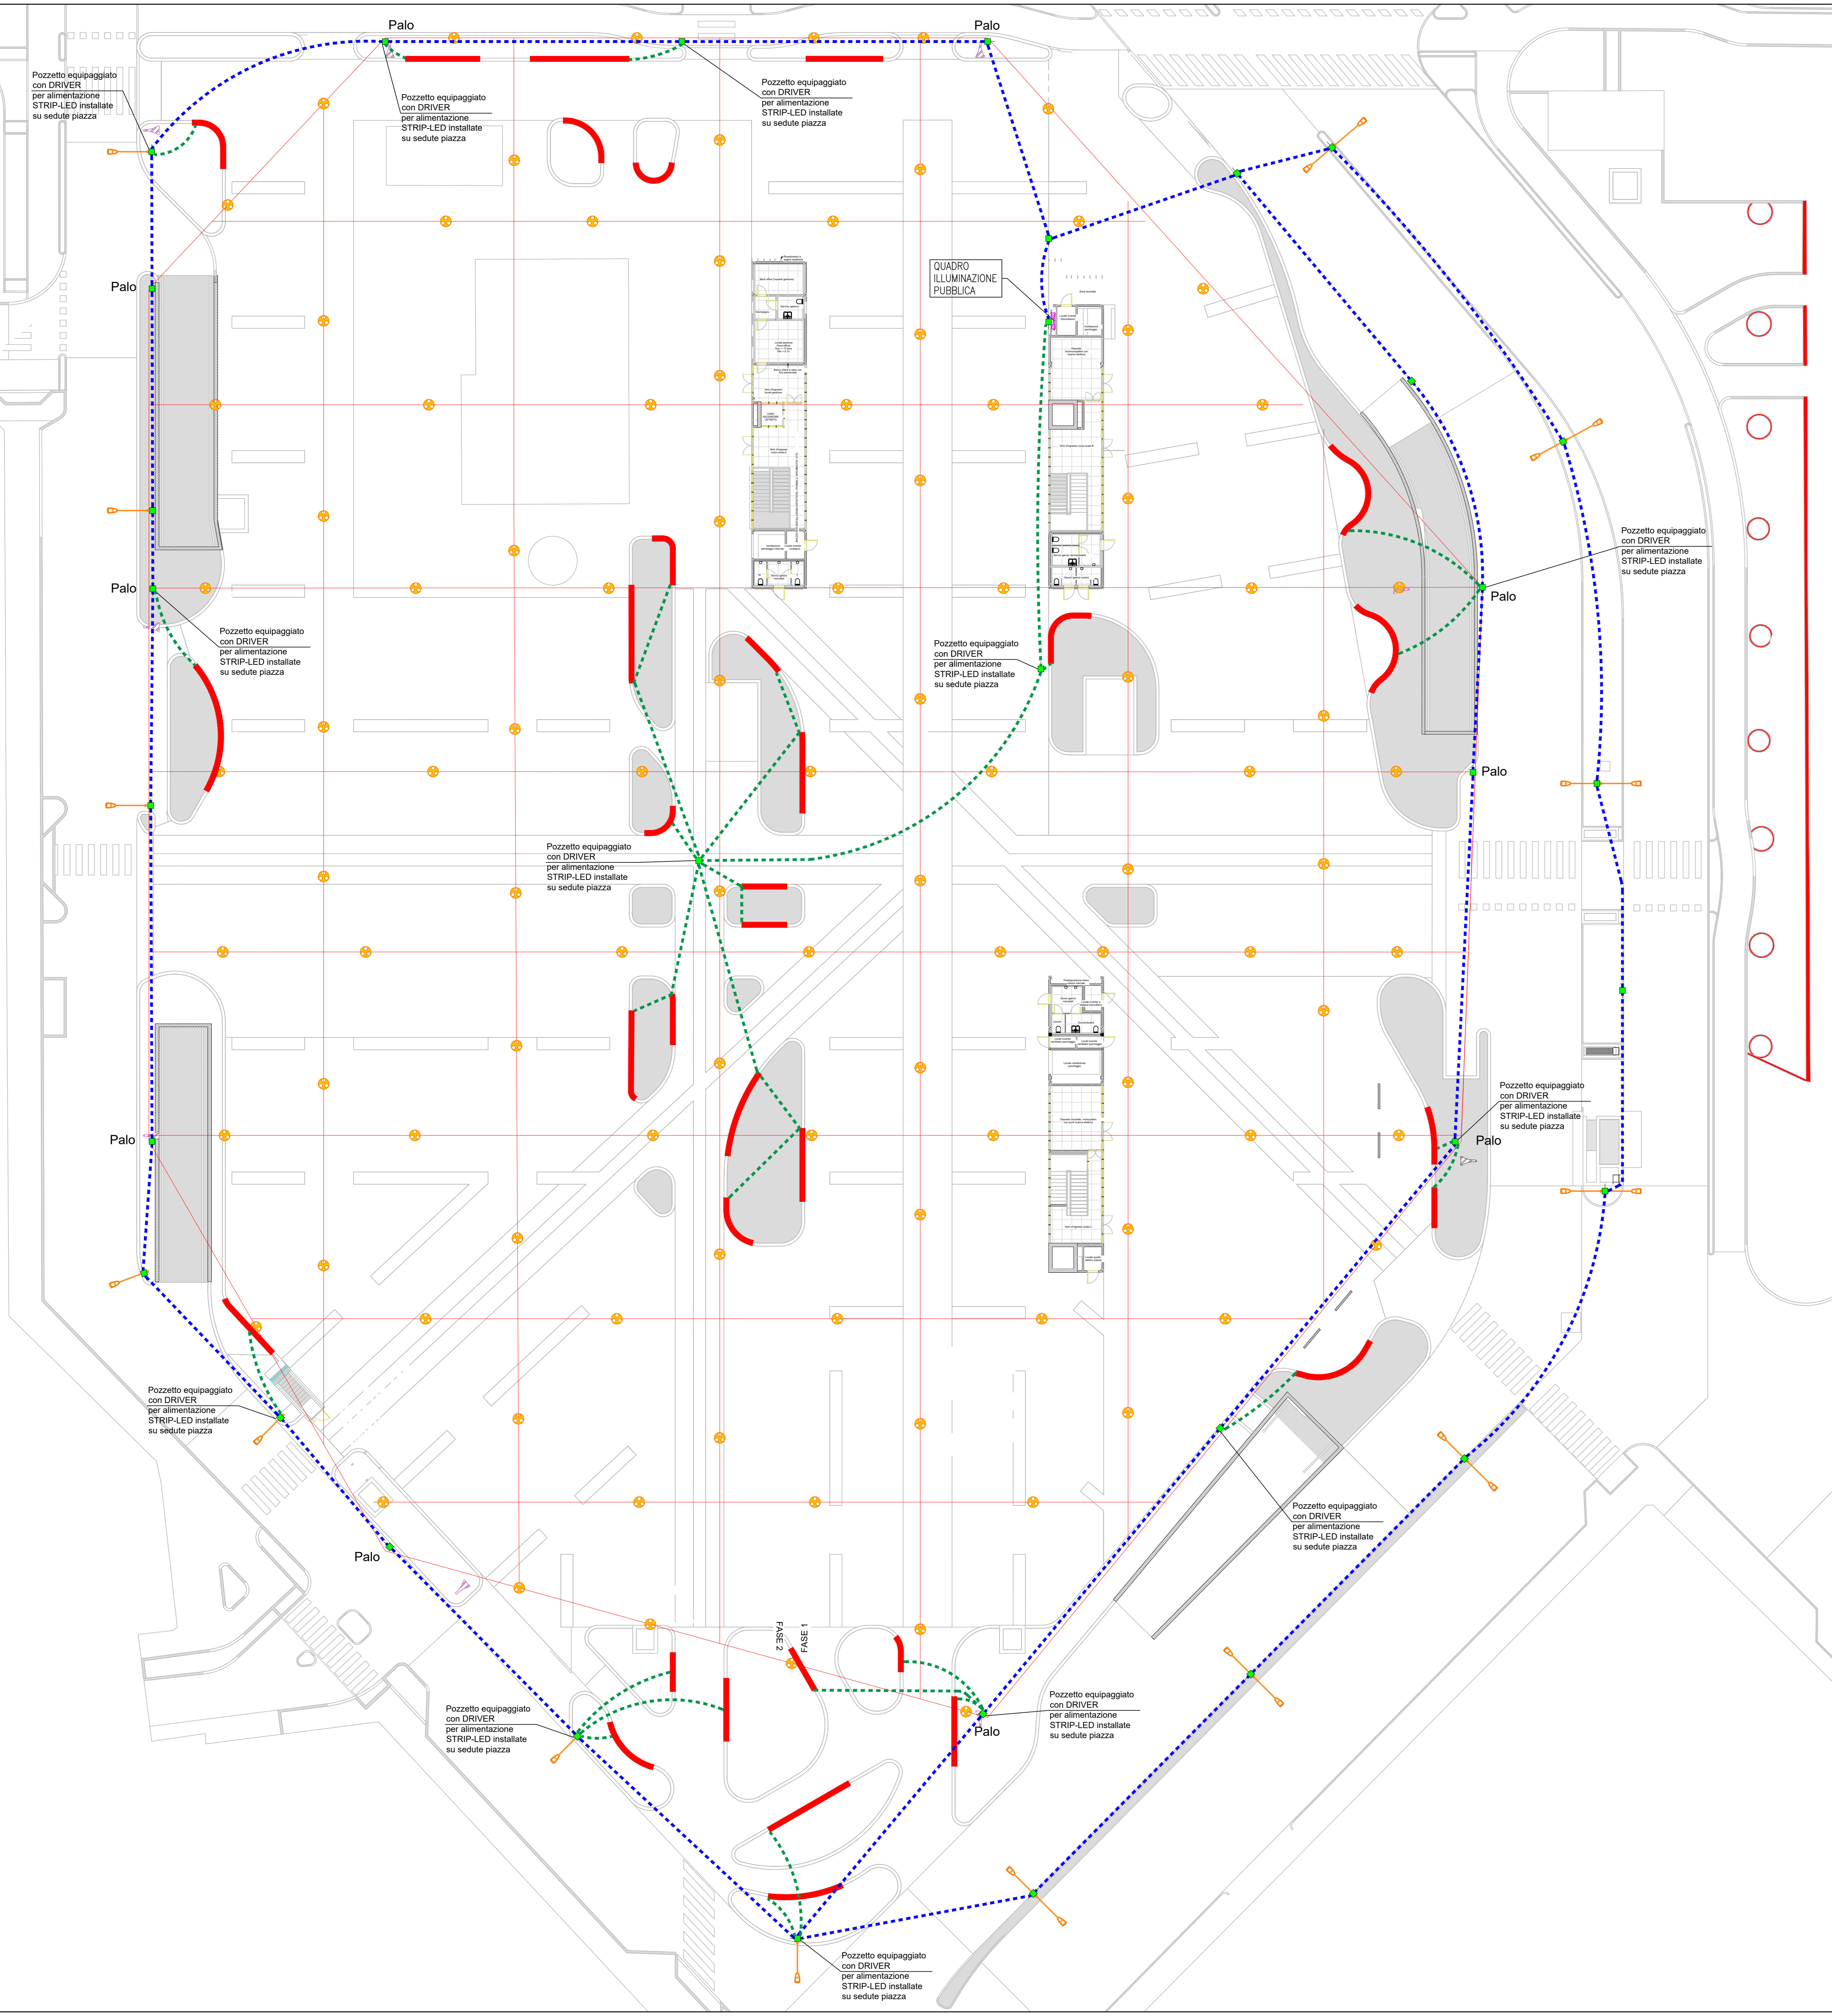 Palo
Palo
Pozzetto equipaggiato
con DRIVER
per alimentazione
STRIP-LED installate
su sedute piazza
Pozzetto equipaggiato
con DRIVER
per alimentazione
STRIP-LED installate
su sedute piazza
Pozzetto equipaggiato
con DRIVER
per alimentazione
STRIP-LED installate
su sedute piazza
QUADRO
ILLUMINAZIONE
PUBBLICA
Palo
Pozzetto equipaggiato
con DRIVER
per alimentazione
STRIP-LED installate
su sedute piazza
Palo
Palo
Pozzetto equipaggiato
con DRIVER
per alimentazione
STRIP-LED installate
su sedute piazza
Pozzetto equipaggiato
con DRIVER
per alimentazione
STRIP-LED installate
su sedute piazza
Palo
Pozzetto equipaggiato
con DRIVER
per alimentazione
STRIP-LED installate
su sedute piazza
Pozzetto equipaggiato
con DRIVER
per alimentazione
STRIP-LED installate
su sedute piazza
Palo
Palo
Pozzetto equipaggiato
con DRIVER
per alimentazione
STRIP-LED installate
su sedute piazza
Pozzetto equipaggiato
con DRIVER
per alimentazione
STRIP-LED installate
su sedute piazza
Palo
FASE 2
FASE 1
Pozzetto equipaggiato
con DRIVER
per alimentazione
STRIP-LED installate
su sedute piazza
Pozzetto equipaggiato
con DRIVER
per alimentazione
STRIP-LED installate
su sedute piazza
Palo
Pozzetto equipaggiato
con DRIVER
per alimentazione
STRIP-LED installate
su sedute piazza